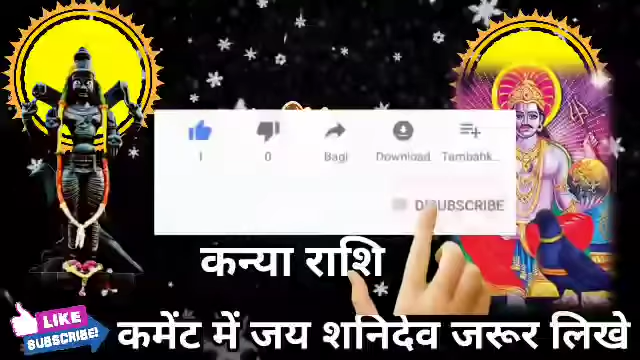 1 0 Bagi Download Tambahk...
DISUBSCRIBE
कन्या राशि
LIKE
SUBSCRIBE!
कमेंट में जय शनिदेव जरूर लिखे